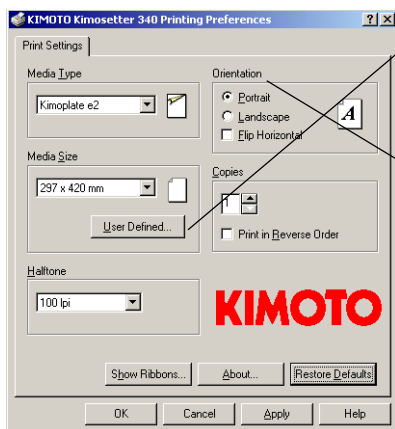 KIMOTO Kimosetter 340 Printing Preferences
Print Settings
Media Type
Kimoplate e2
Orientation
Portrait
Landscape
Flip Horizontal
A
Media Size
297 x 420 mm
User Defined...
Copies
1
Print in Reverse Order
Halftone
100 lpi
KIMOTO
Show Ribbons... About... Restore Defaults
OK Cancel Apply Help